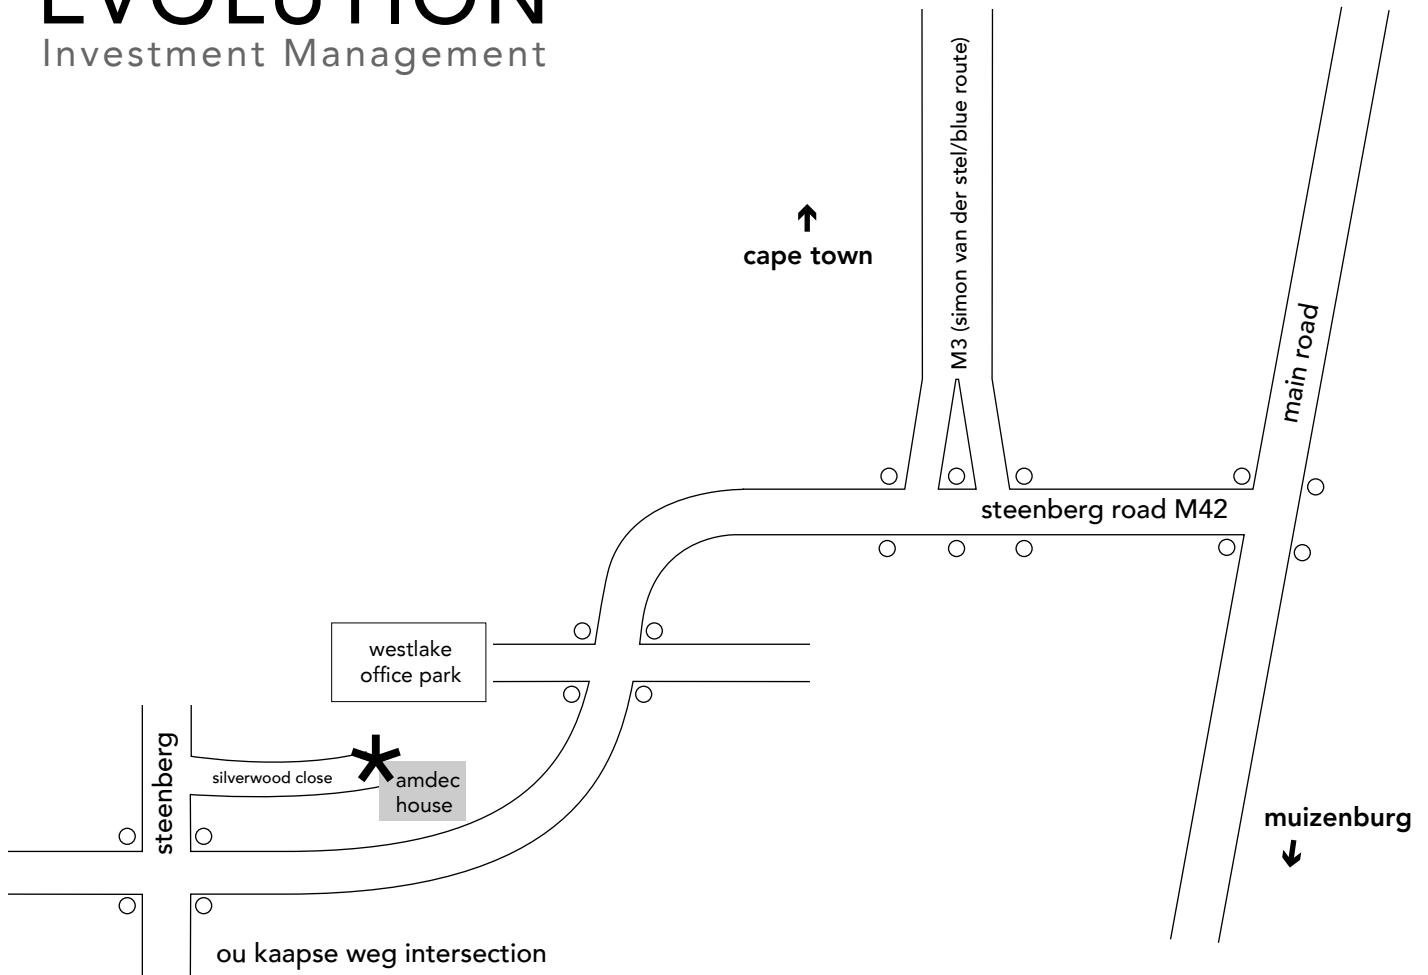 EVOLUTION
Investment Management
M3 (simon van der stel/blue route)
cape town
main road
steenberg road M42
westlake
office park
steenberg
silverwood close
amdec
house
muizenburg
ou kaapse weg intersection